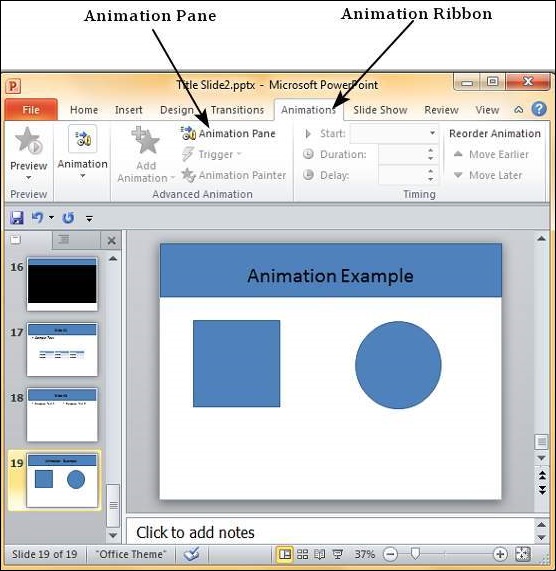 Animation Pane Animation Ribbon
Title Slide2.pptx - Microsoft PowerPoint
File Home Insert Design Transitions Animations Slide Show Review View
Preview
Animation
Add
Animation
Animation Pane
Trigger
Animation Painter
Start:
Duration:
Delay:
Reorder Animation
Move Earlier
Move Later
Preview Advanced Animation Timing
16
17
18
19
Animation Example
Animation Example
Click to add notes
Slide 19 of 19 "Office Theme" 37%